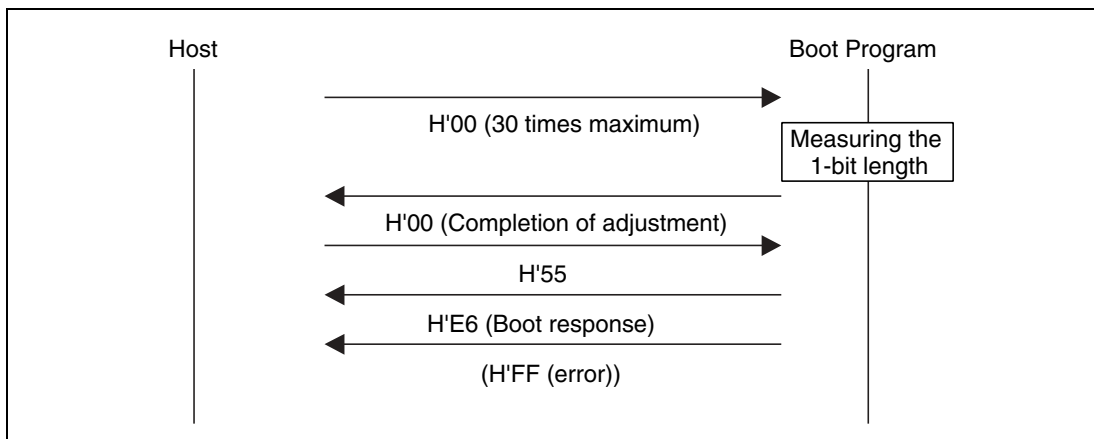 Host
Boot Program
H'00 (30 times maximum)
Measuring the
1-bit length
H'00 (Completion of adjustment)
H'55
H'E6 (Boot response)
(H'FF (error))